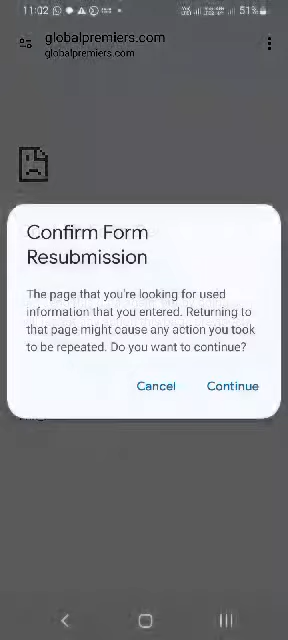 11:02
51%
globalpremiers.com
globalpremiers.com
Confirm Form
Resubmission
The page that you're looking for used
information that you entered. Returning to
that page might cause any action you took
to be repeated. Do you want to continue?
Cancel
Continue